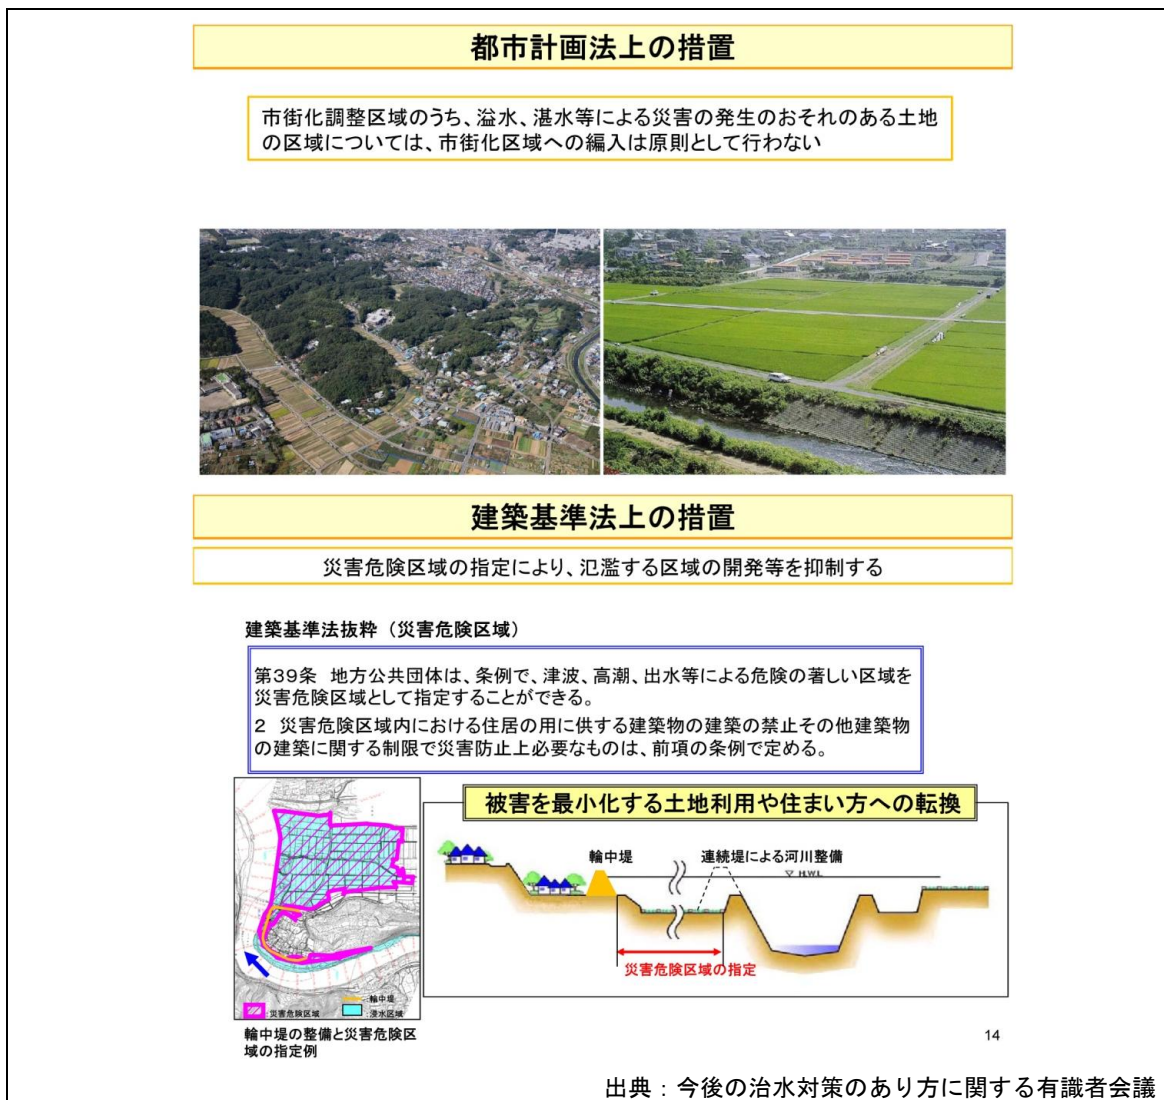 都市計画法上の措置
市街化調整区域のうち、溢水、湛水等による災害の発生のおそれのある土地
の区域については、市街化区域への編入は原則として行わない
建築基準法上の措置
災害危険区域の指定により、氾濫する区域の開発等を抑制する
建築基準法抜粋（災害危険区域）
第39条　地方公共団体は、条例で、津波、高潮、出水等による危険の著しい区域を
災害危険区域として指定することができる。
２　災害危険区域内における住居の用に供する建築物の建築の禁止その他建築物
の建築に関する制限で災害防止上必要なものは、前項の条例で定める。
被害を最小化する土地利用や住まい方への転換
輪中堤
連続堤による河川整備
▽ H.W.L
災害危険区域の指定
：輪中堤
：災害危険区域
：浸水区域
輪中堤の整備と災害危険区
域の指定例
14
出典：今後の治水対策のあり方に関する有識者会議